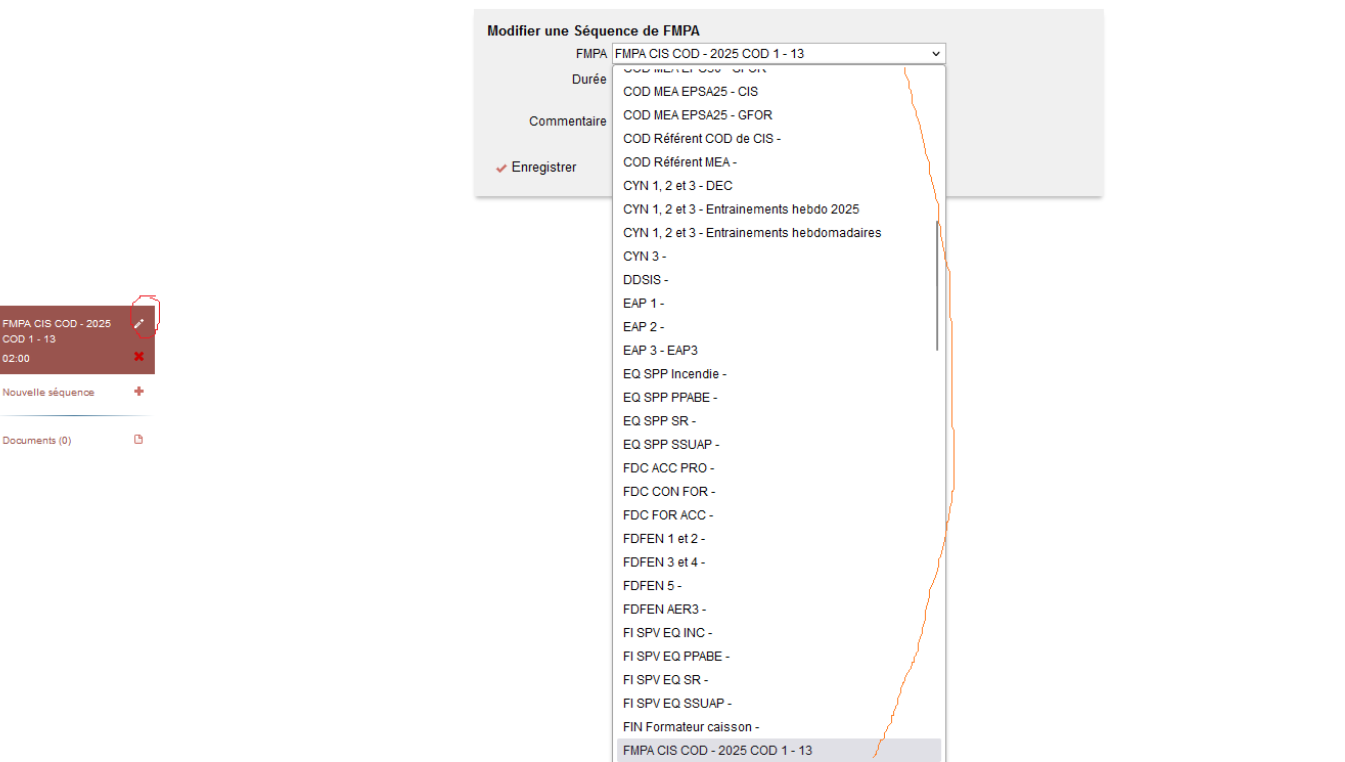 Modifier une Séquence de FMPA
FMPA FMPA CIS COD - 2025 COD 1 - 13
Durée
Commentaire
Enregistrer
COD MEA EPSA25 - CIS
COD MEA EPSA25 - GFOR
COD Référent COD de CIS -
COD Référent MEA -
CYN 1, 2 et 3 - DEC
CYN 1, 2 et 3 - Entrainements hebdo 2025
CYN 1, 2 et 3 - Entrainements hebdomadaires
CYN 3 -
DDSIS -
EAP 1 -
EAP 2 -
EAP 3 - EAP3
EQ SPP Incendie -
EQ SPP PPABE -
EQ SPP SR -
EQ SPP SSUAP -
FDC ACC PRO -
FDC CON FOR -
FDC FOR ACC -
FDFEN 1 et 2 -
FDFEN 3 et 4 -
FDFEN 5 -
FDFEN AER3 -
FI SPV EQ INC -
FI SPV EQ PPABE -
FI SPV EQ SR -
FI SPV EQ SSUAP -
FIN Formateur caisson -
FMPA CIS COD - 2025 COD 1 - 13
FMPA CIS COD - 2025
COD 1 - 13
02:00
Nouvelle séquence
Documents (0)